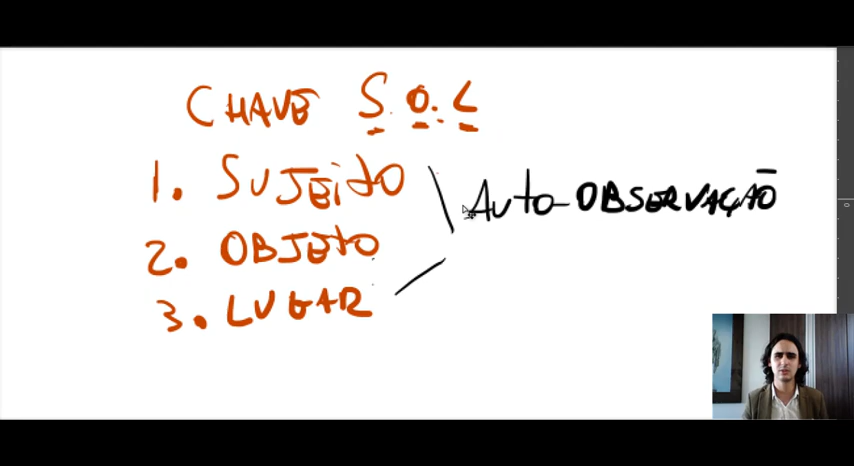 CHAVE S.O.L
1. SUJEITO
AUTO-OBSERVAÇÃO
2. OBJETO
3. LUGAR